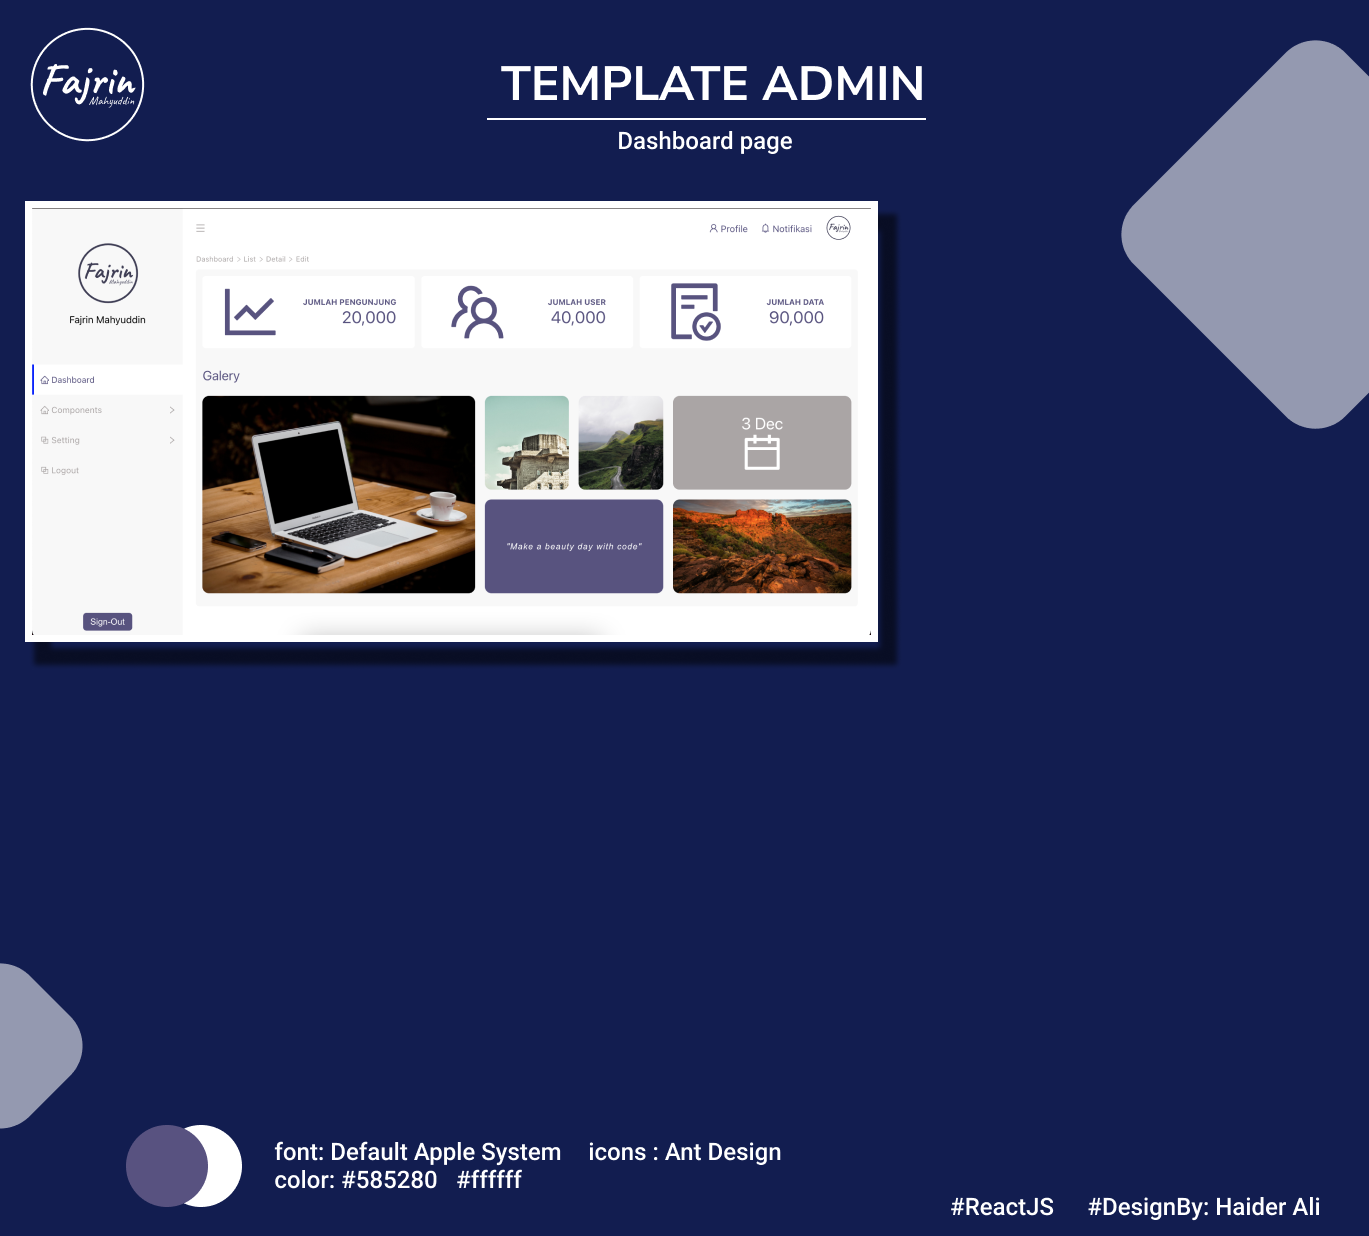 Fajrin
Mahyuddin
TEMPLATE ADMIN
Dashboard page
Fajrin
Mahyuddin
Fajrin Mahyuddin
Dashboard
Components
Setting
Logout
Sign-Out
Profile
Notifikasi
Fajrin
Dashboard > List > Detail > Edit
JUMLAH PENGUNJUNG
20,000
JUMLAH USER
40,000
JUMLAH DATA
90,000
Galery
3 Dec
"Make a beauty day with code"
font: Default Apple System icons : Ant Design
color: #585280 #ffffff
#ReactJS #DesignBy: Haider Ali